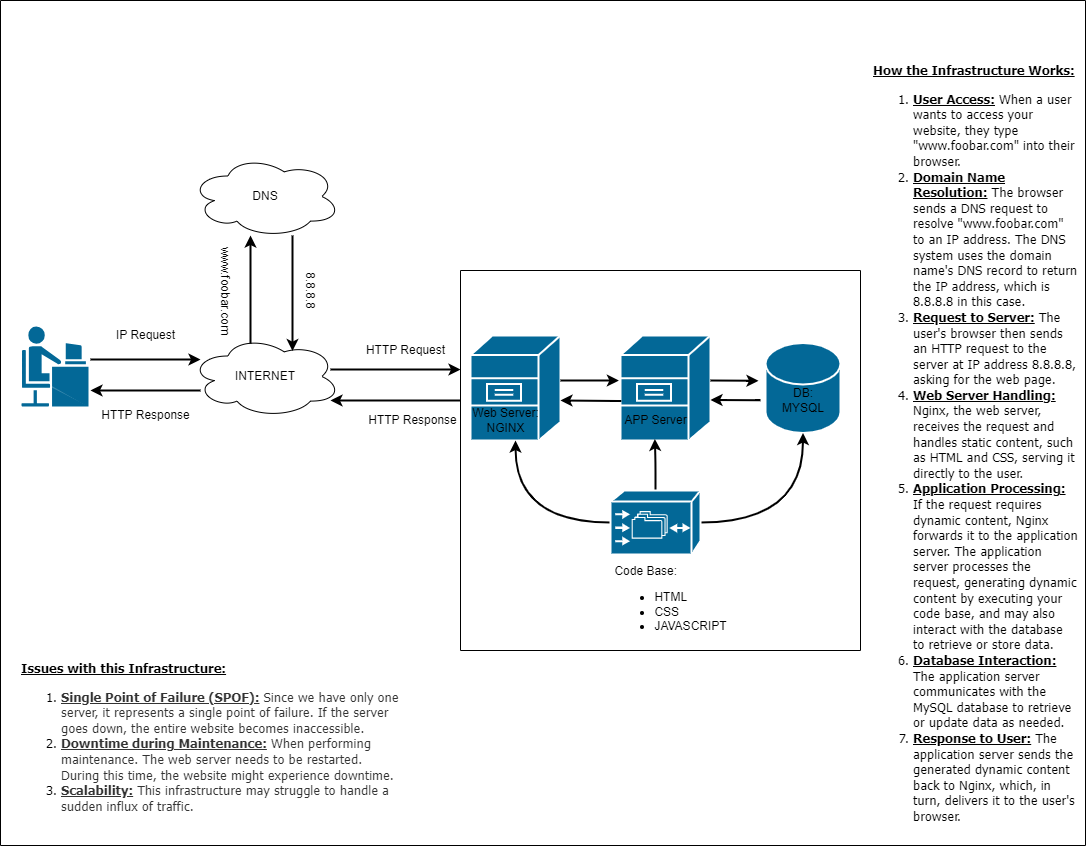 How the Infrastructure Works:
1. User Access: When a user
wants to access your
website, they type
"www.foobar.com" into their
browser.
2. Domain Name
Resolution: The browser
sends a DNS request to
resolve "www.foobar.com"
to an IP address. The DNS
system uses the domain
name's DNS record to return
the IP address, which is
8.8.8.8 in this case.
3. Request to Server: The
user's browser then sends
an HTTP request to the
server at IP address 8.8.8.8,
asking for the web page.
4. Web Server Handling:
Nginx, the web server,
receives the request and
handles static content, such
as HTML and CSS, serving it
directly to the user.
5. Application Processing:
If the request requires
dynamic content, Nginx
forwards it to the application
server. The application
server processes the
request, generating dynamic
content by executing your
code base, and may also
interact with the database
to retrieve or store data.
6. Database Interaction:
The application server
communicates with the
MySQL database to retrieve
or update data as needed.
7. Response to User: The
application server sends the
generated dynamic content
back to Nginx, which, in
turn, delivers it to the user's
browser.
DNS
www.foobar.com
8.8.8.8
IP Request
HTTP Response
INTERNET
HTTP Request
HTTP Response
Web Server:
NGINX
APP Server
DB:
MYSQL
Code Base:
• HTML
• CSS
• JAVASCRIPT
Issues with this Infrastructure:
1. Single Point of Failure (SPOF): Since we have only one
server, it represents a single point of failure. If the server
goes down, the entire website becomes inaccessible.
2. Downtime during Maintenance: When performing
maintenance. The web server needs to be restarted.
During this time, the website might experience downtime.
3. Scalability: This infrastructure may struggle to handle a
sudden influx of traffic.